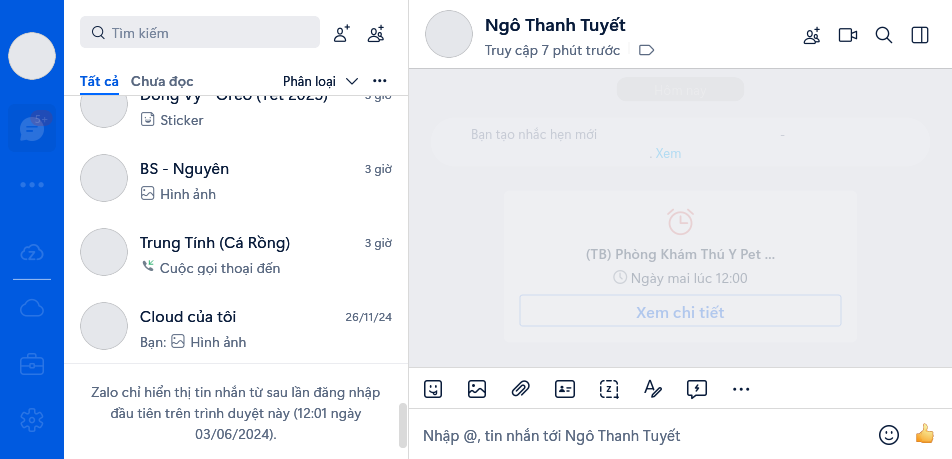 Tìm kiếm
Tất cả Chưa đọc Phân loại
3 giờ
Sticker
BS - Nguyên 3 giờ
Hình ảnh
Trung Tính (Cá Rồng) 3 giờ
Cuộc gọi thoại đến
Cloud của tôi 26/11/24
Bạn: Hình ảnh
Zalo chỉ hiển thị tin nhắn từ sau lần đăng nhập
đầu tiên trên trình duyệt này (12:01 ngày
03/06/2024).
5+
Ngô Thanh Tuyết
Truy cập 7 phút trước
Bạn tạo nhắc hẹn mới -
. Xem
(TB) Phòng Khám Thú Y Pet ...
Ngày mai lúc 12:00
Xem chi tiết
Nhập @, tin nhắn tới Ngô Thanh Tuyết